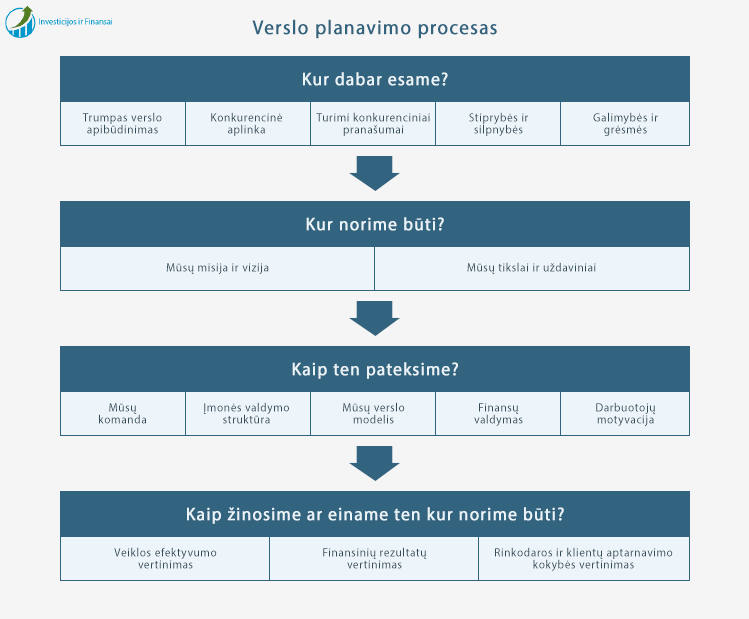 Investicijos ir Finansai
Verslo planavimo procesas
Kur dabar esame?
Trumpas verslo
apibūdinimas
Konkurencinė
aplinka
Turimi konkurenciniai
pranašumai
Stiprybės ir
silpnybės
Galimybės ir
grėsmės
Kur norime būti?
Mūsų misija ir vizija
Mūsų tikslai ir uždaviniai
Kaip ten pateksime?
Mūsų
komanda
Įmonės valdymo
struktūra
Mūsų verslo
modelis
Finansų
valdymas
Darbuotojų
motyvacija
Kaip žinosime ar einame ten kur norime būti?
Veiklos efektyvumo
vertinimas
Finansinių rezultatų
vertinimas
Rinkodaros ir klientų aptarnavimo
kokybės vertinimas